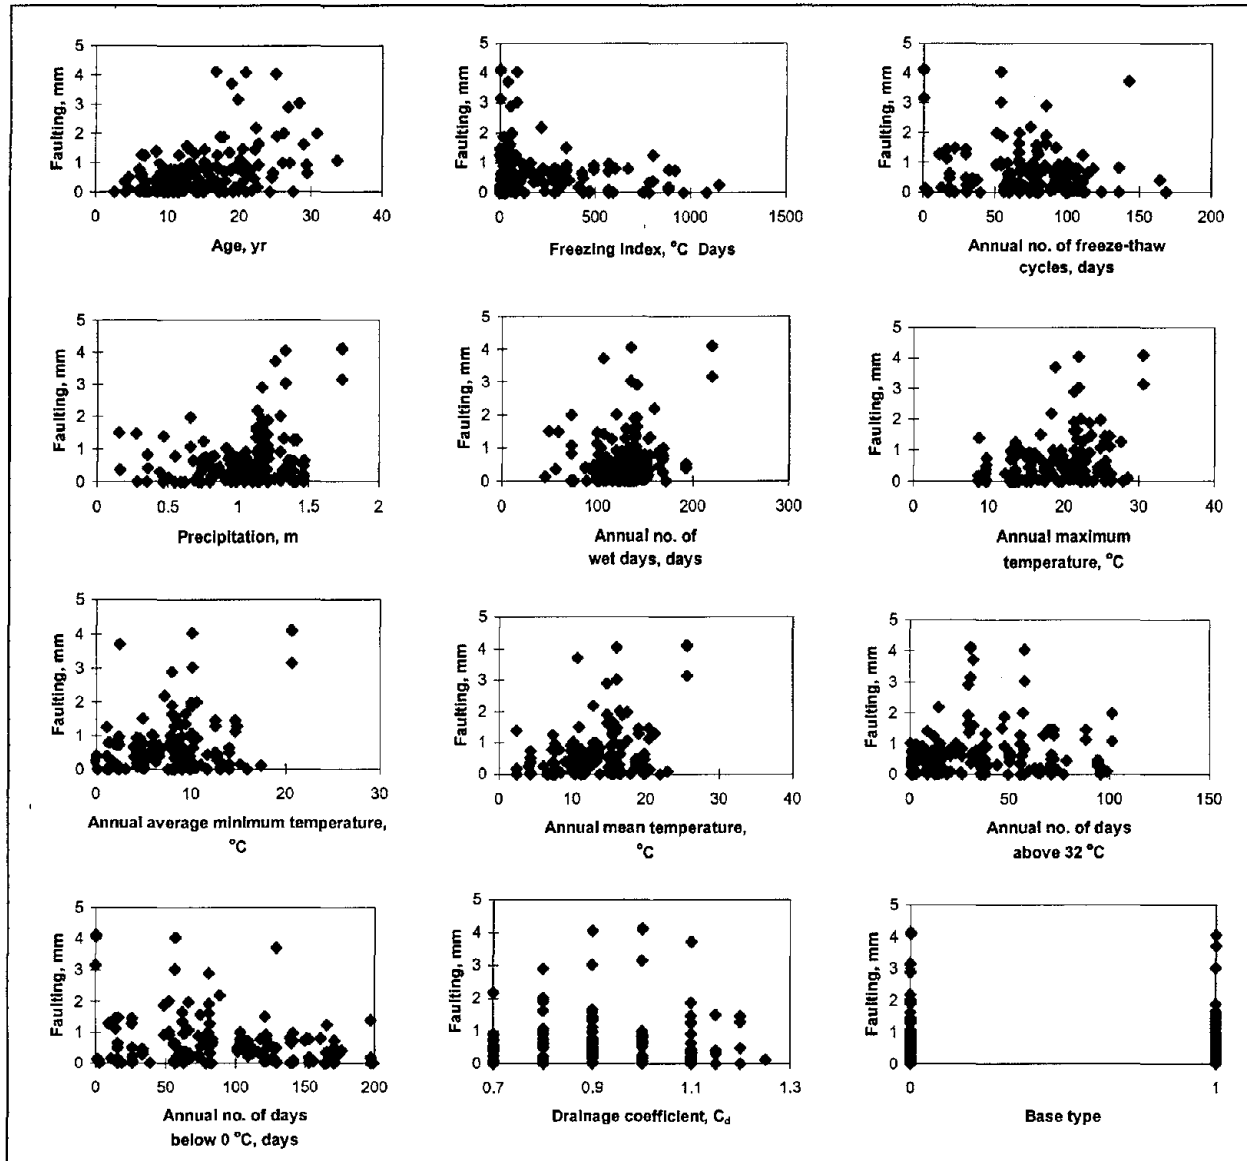 5
4
3
2
1
0
Faulting, mm
0 10 20 30 40
Age, yr
5
4
3
2
1
0
Faulting, mm
0 500 1000 1500
Freezing Index, °C Days
5
4
3
2
1
0
Faulting, mm
0 50 100 150 200
Annual no. of freeze-thaw
cycles, days
5
4
3
2
1
0
Faulting, mm
0 0.5 1 1.5 2
Precipitation, m
5
4
3
2
1
0
Faulting, mm
0 100 200 300
Annual no. of
wet days, days
5
4
3
2
1
0
Faulting, mm
0 10 20 30 40
Annual maximum
temperature, °C
5
4
3
2
1
0
Faulting, mm
0 10 20 30
Annual average minimum temperature,
°C
5
4
3
2
1
0
Faulting, mm
0 10 20 30 40
Annual mean temperature,
°C
5
4
3
2
1
0
Faulting, mm
0 50 100 150
Annual no. of days
above 32 °C
5
4
3
2
1
0
Faulting, mm
0 50 100 150 200
Annual no. of days
below 0 °C, days
5
4
3
2
1
0
Faulting, mm
0.7 0.9 1.1 1.3
Drainage coefficient, Cd
5
4
3
2
1
0
Faulting, mm
0 1
Base type